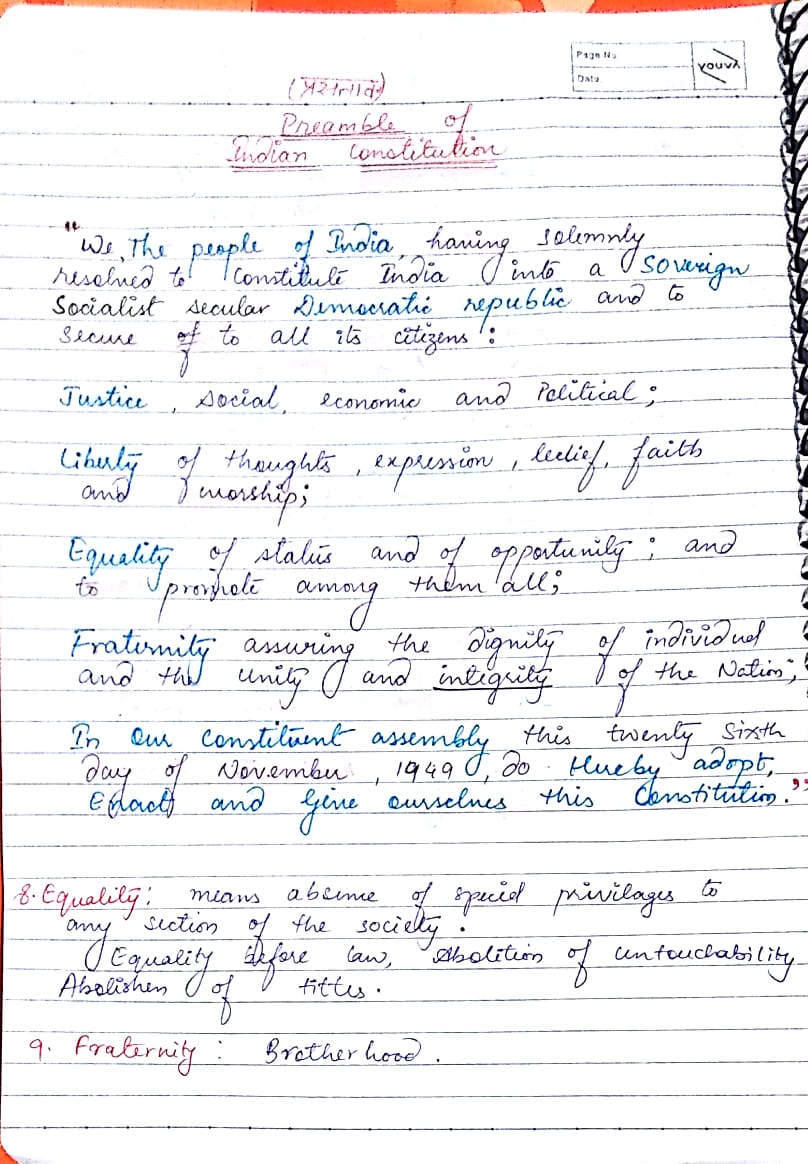 Page No.
Date
youvа
(प्रस्तावना)
Preamble of
Indian Constitution
"We, The people of India, having solemnly
resolved to constitute India into a soverign
Socialist secular Democratic republic and to
secure of to all its citizens :
Justice, social, economic and Political;
Liberty of thoughts, expression, belief, faith
and worship;
Equality of status and of opportunity; and
to promote among them all;
Fraternity assuring the dignity of individual
and the unity and integrity of the Nation;
In our constituent assembly this twenty sixth
day of November, 1949, do Hereby adopt,
Enact and give ourselves this Constitution."
8. Equality: means absence of special privilages to
any section of the society.
Equality before law, Abolition of untouchability
Abolishen of tittes.
9. Fraternity : Brotherhood.